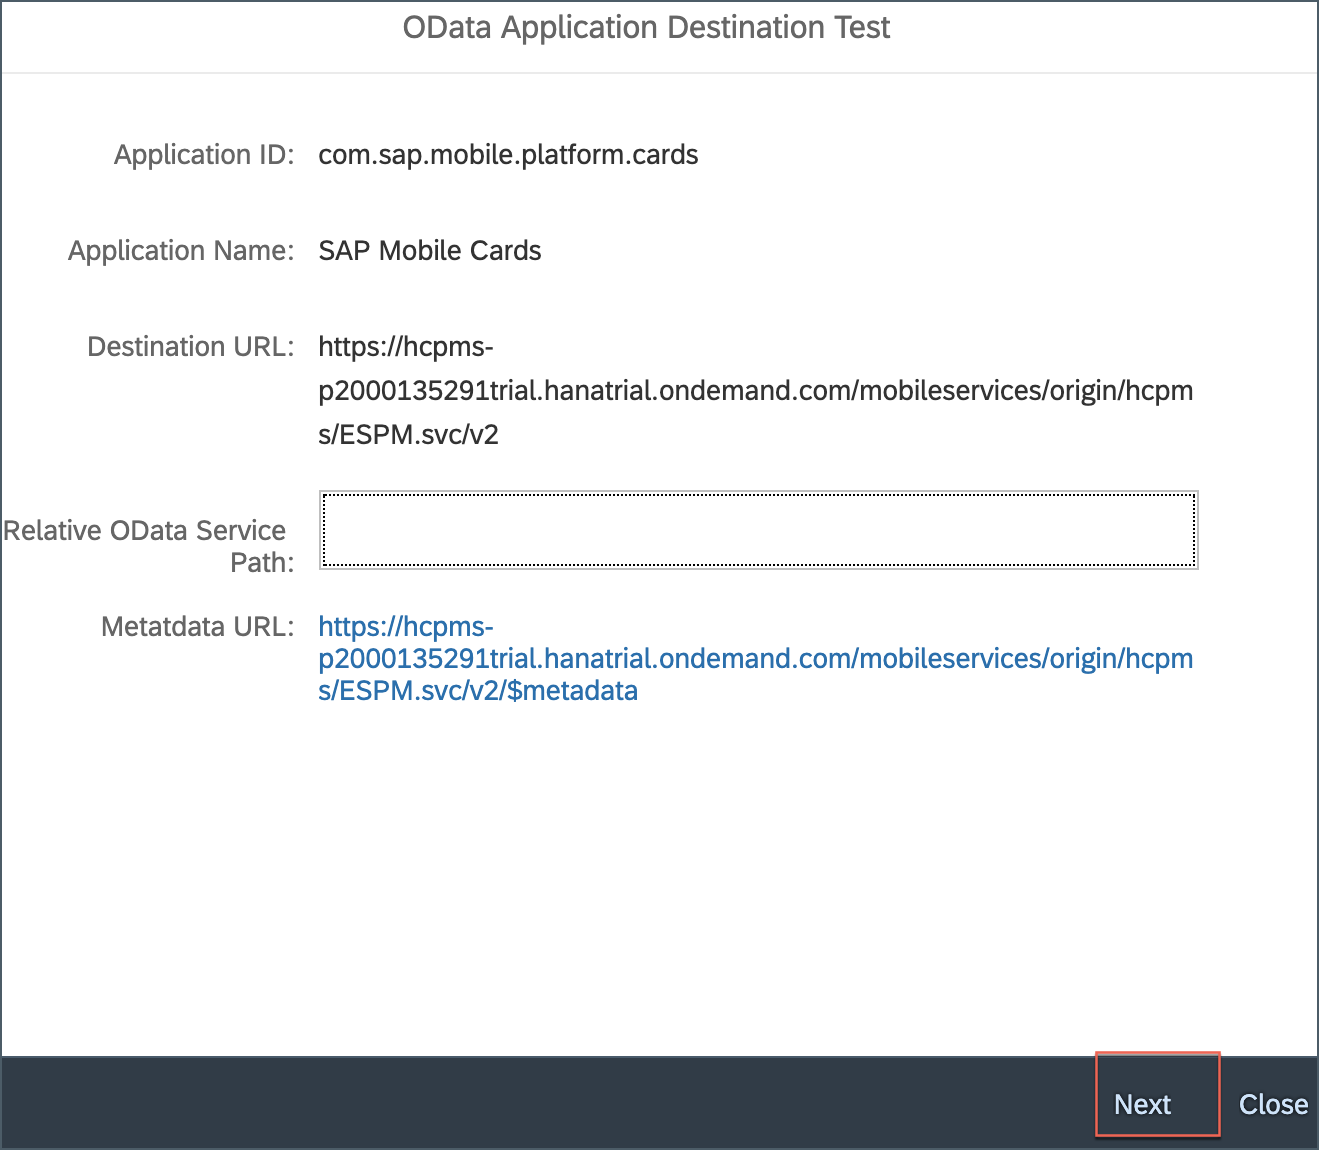 OData Application Destination Test
Application ID: com.sap.mobile.platform.cards
Application Name: SAP Mobile Cards
Destination URL: https://hcpms-
p2000135291trial.hanatrial.ondemand.com/mobileservices/origin/hcpm
s/ESPM.svc/v2
Relative OData Service
Path:
Metatdata URL: https://hcpms-
p2000135291trial.hanatrial.ondemand.com/mobileservices/origin/hcpm
s/ESPM.svc/v2/$metadata
Next Close